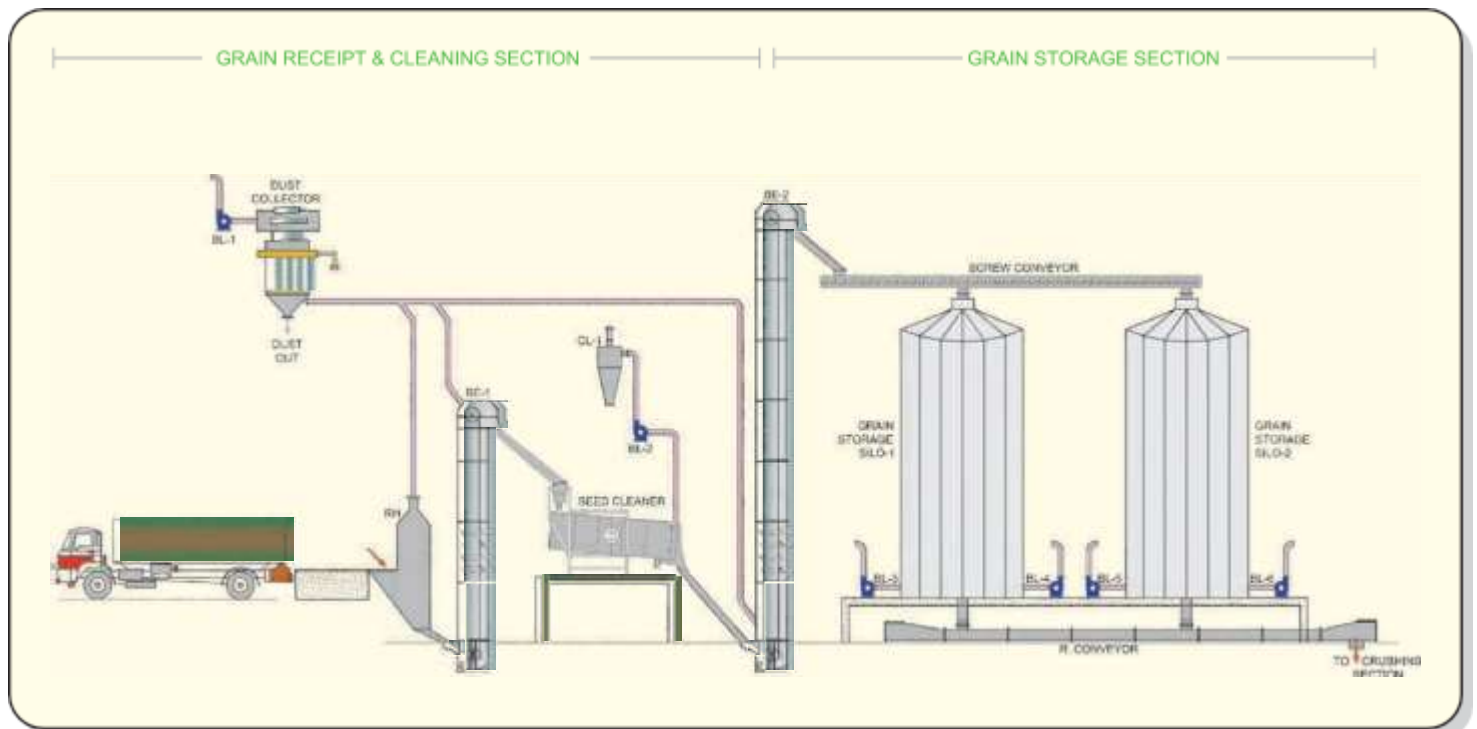 GRAIN RECEIPT & CLEANING SECTION
GRAIN STORAGE SECTION
DUST
COLLECTOR
BL-1
DUST
OUT
BE-2
SCREW CONVEYOR
CL-1
BE-1
BL-2
SEED CLEANER
RH
GRAIN
STORAGE
SILO-1
GRAIN
STORAGE
SILO-2
BL-3
BL-4
BL-5
BL-6
R. CONVEYOR
TO CRUSHING
SECTION